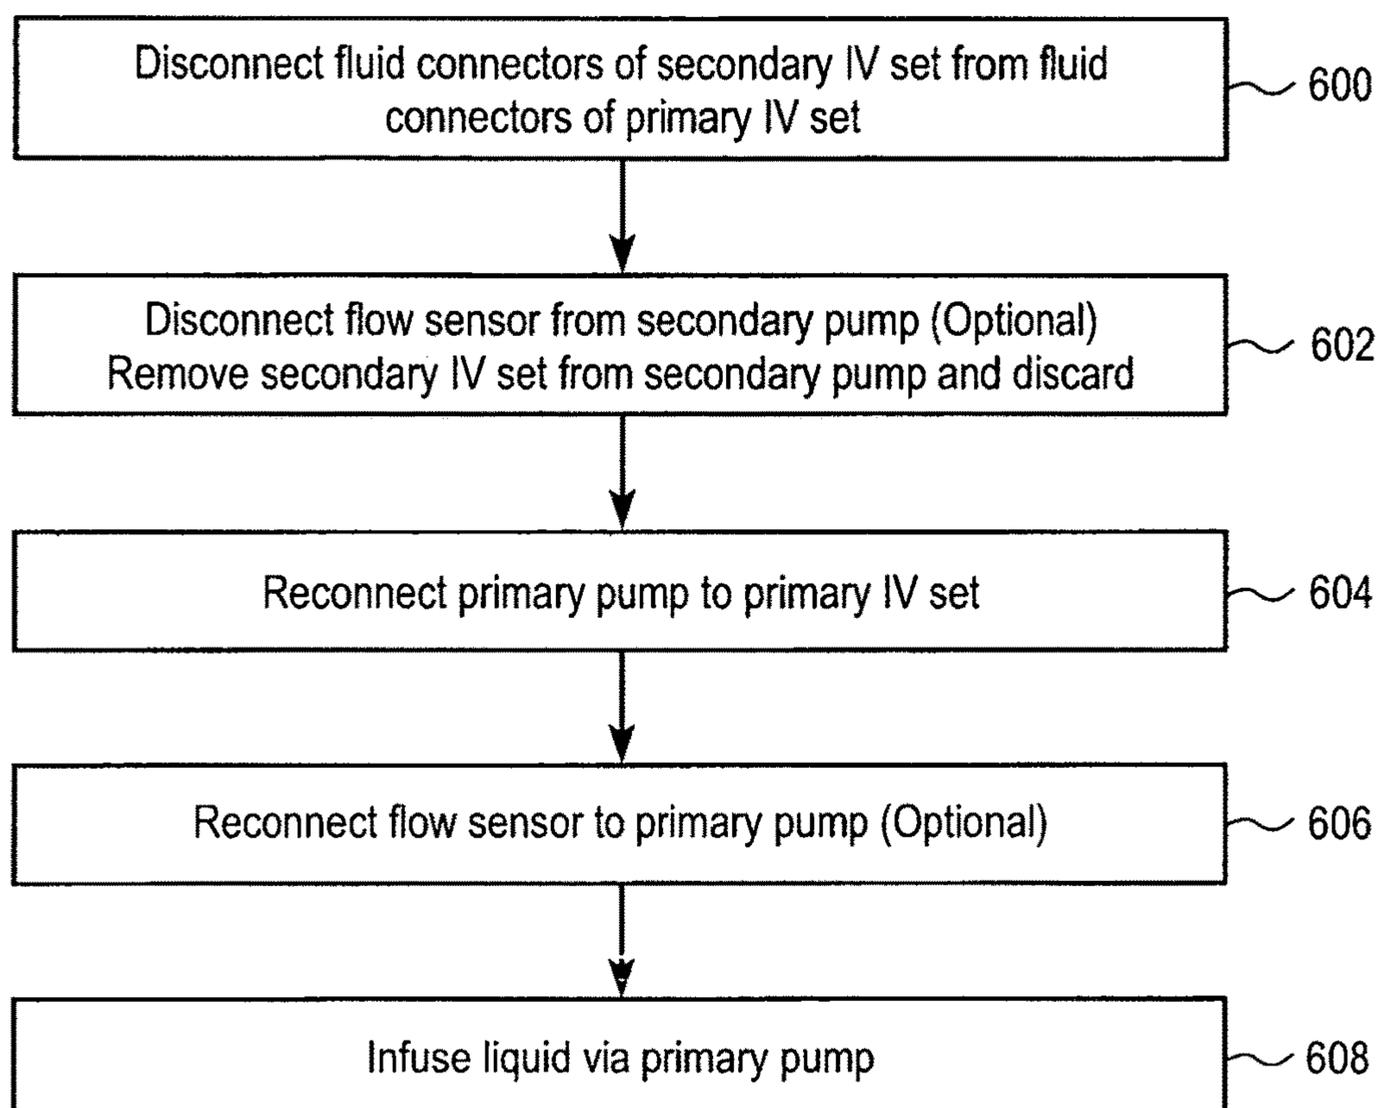 Disconnect fluid connectors of secondary IV set from fluid
connectors of primary IV set
600
Disconnect flow sensor from secondary pump (Optional)
Remove secondary IV set from secondary pump and discard
602
Reconnect primary pump to primary IV set
604
Reconnect flow sensor to primary pump (Optional)
606
Infuse liquid via primary pump
608